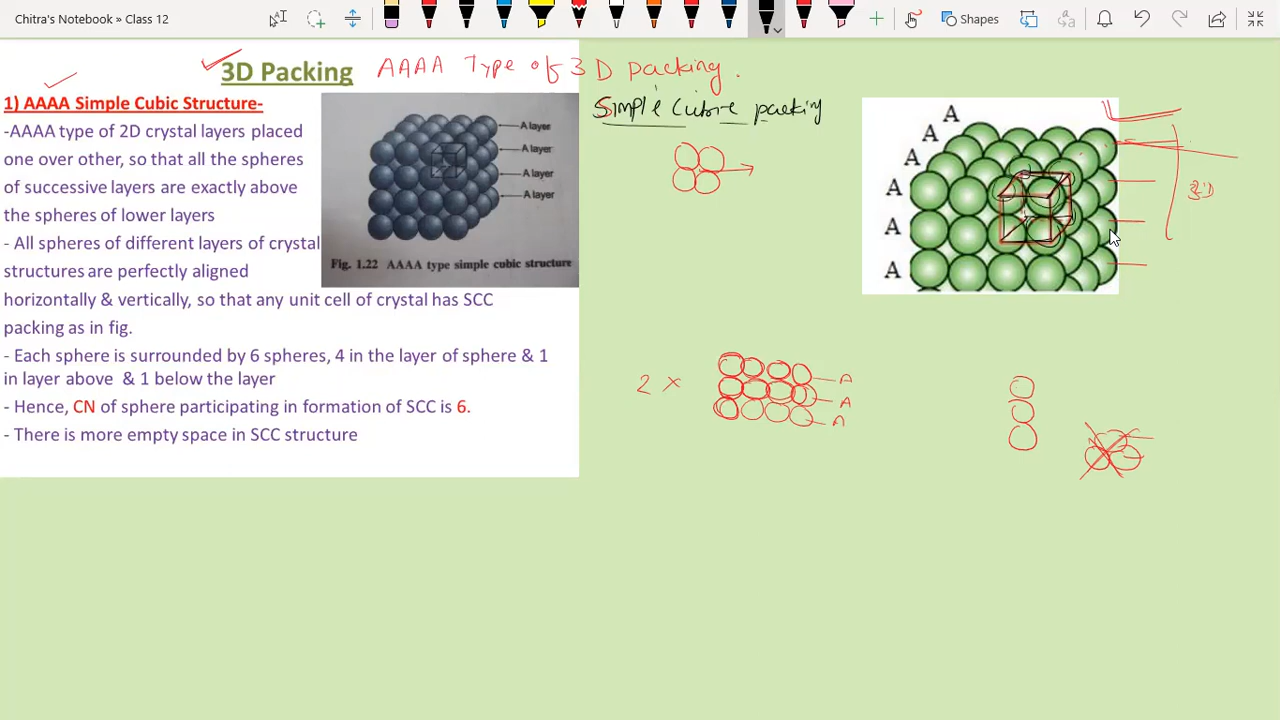 Chitra's Notebook » Class 12
Shapes
3D Packing
AAAA Type of 3D packing.
1) AAAA Simple Cubic Structure-
-AAAA type of 2D crystal layers placed
one over other, so that all the spheres
of successive layers are exactly above
the spheres of lower layers
- All spheres of different layers of crystal
structures are perfectly aligned
horizontally & vertically, so that any unit cell of crystal has SCC
packing as in fig.
- Each sphere is surrounded by 6 spheres, 4 in the layer of sphere & 1
in layer above & 1 below the layer
- Hence, CN of sphere participating in formation of SCC is 6.
- There is more empty space in SCC structure
A layer
A layer
A layer
A layer
Fig. 1.22 AAAA type simple cubic structure
Simple Cubic packing
A
A
A
A
A
A
3D
2 x
A
A
A